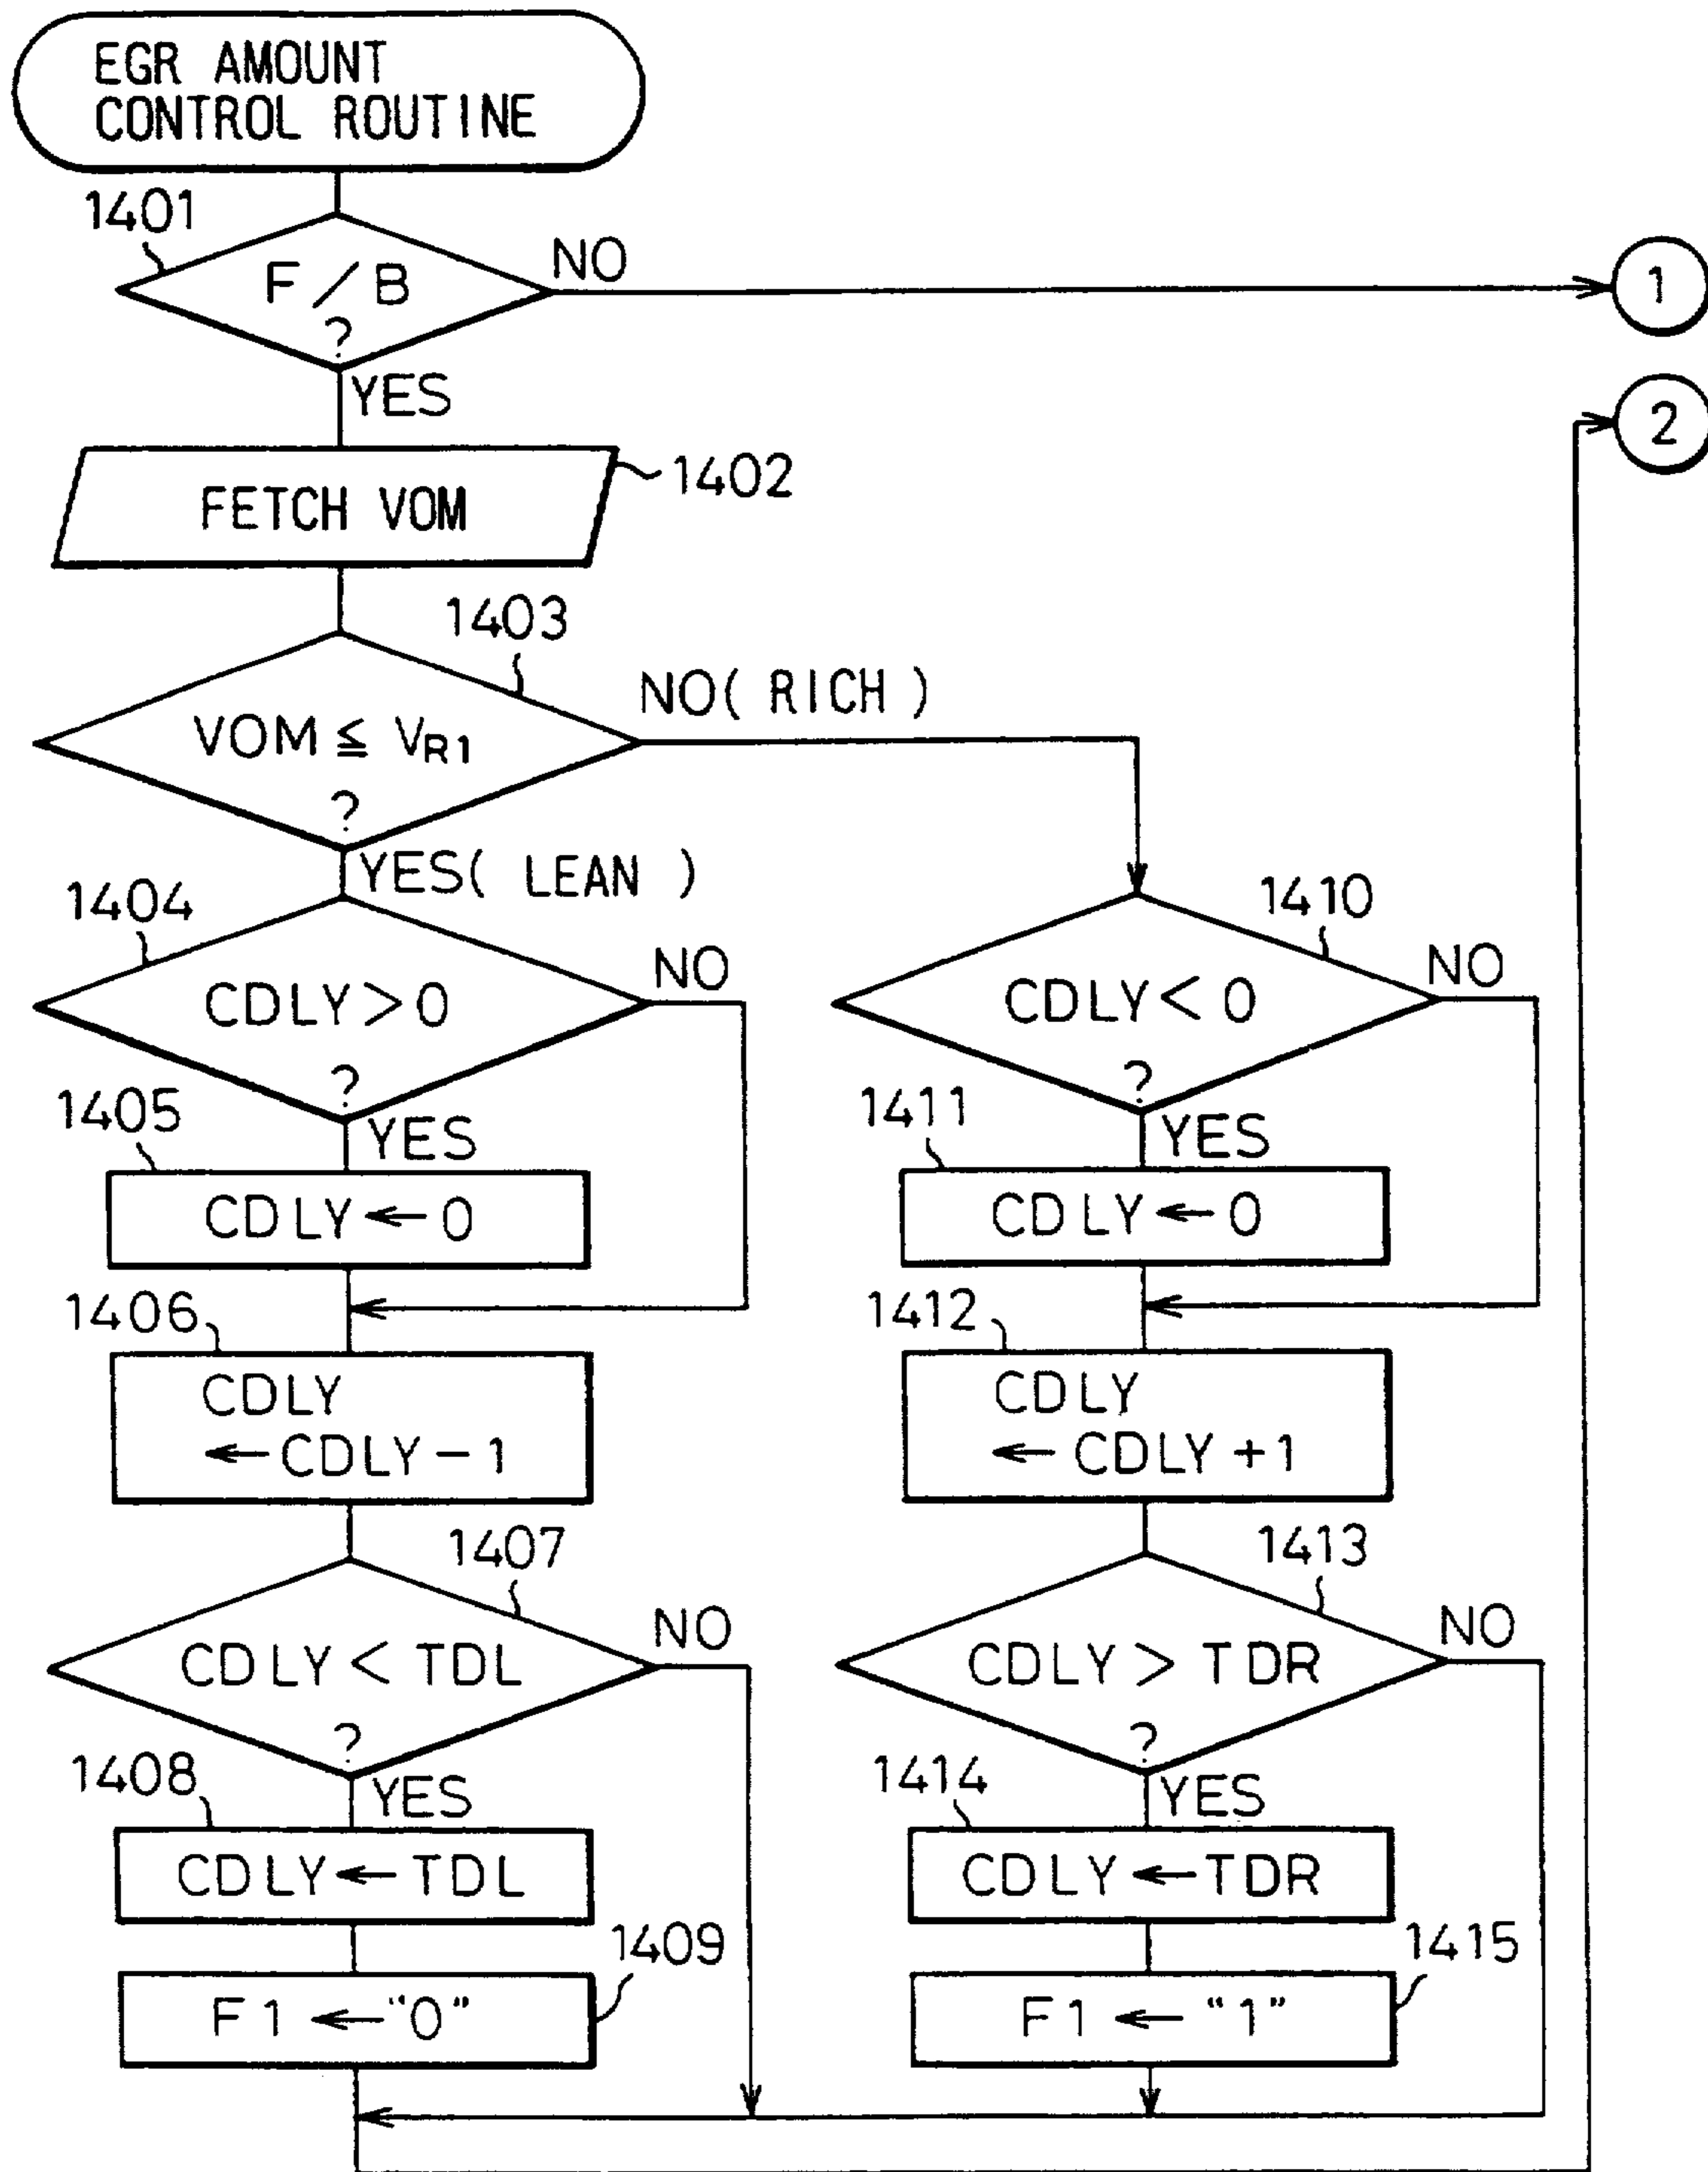 EGR AMOUNT
CONTROL ROUTINE
1401
F / B
?
NO
1
YES
2
1402
FETCH VOM
1403
VOM ≦ VR1
?
NO( RICH )
YES( LEAN )
1404
CDLY > 0
?
NO
1410
CDLY < 0
?
NO
1405
YES
CDLY ← 0
1411
YES
CDLY ← 0
1406
CDLY
← CDLY - 1
1412
CDLY
← CDLY + 1
1407
CDLY < TDL
?
NO
1413
CDLY > TDR
?
NO
1408
YES
CDLY ← TDL
1414
YES
CDLY ← TDR
1409
F1 ← "0"
1415
F1 ← "1"